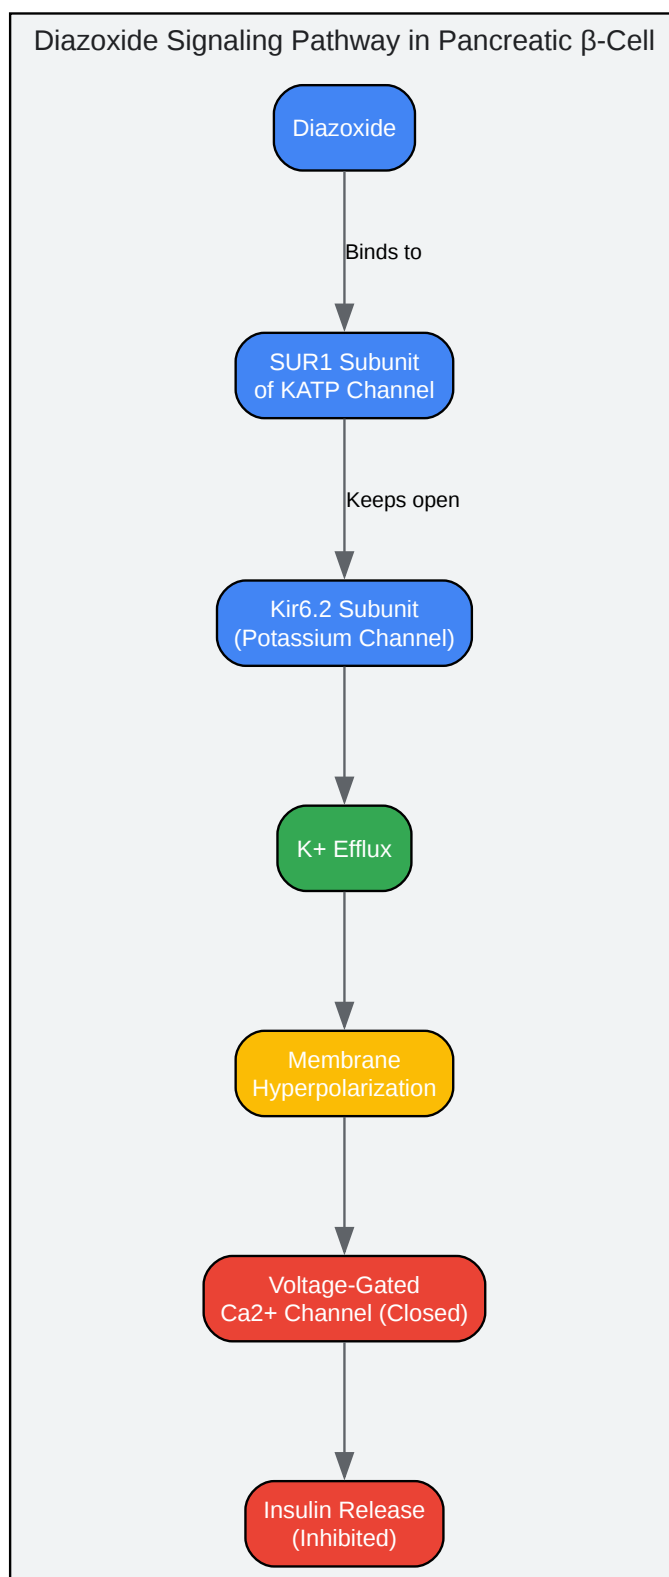 Diazoxide Signaling Pathway in Pancreatic β-Cell
Diazoxide
Binds to
SUR1 Subunit
of KATP Channel
Keeps open
Kir6.2 Subunit
(Potassium Channel)
K+ Efflux
Membrane
Hyperpolarization
Voltage-Gated
Ca2+ Channel (Closed)
Insulin Release
(Inhibited)